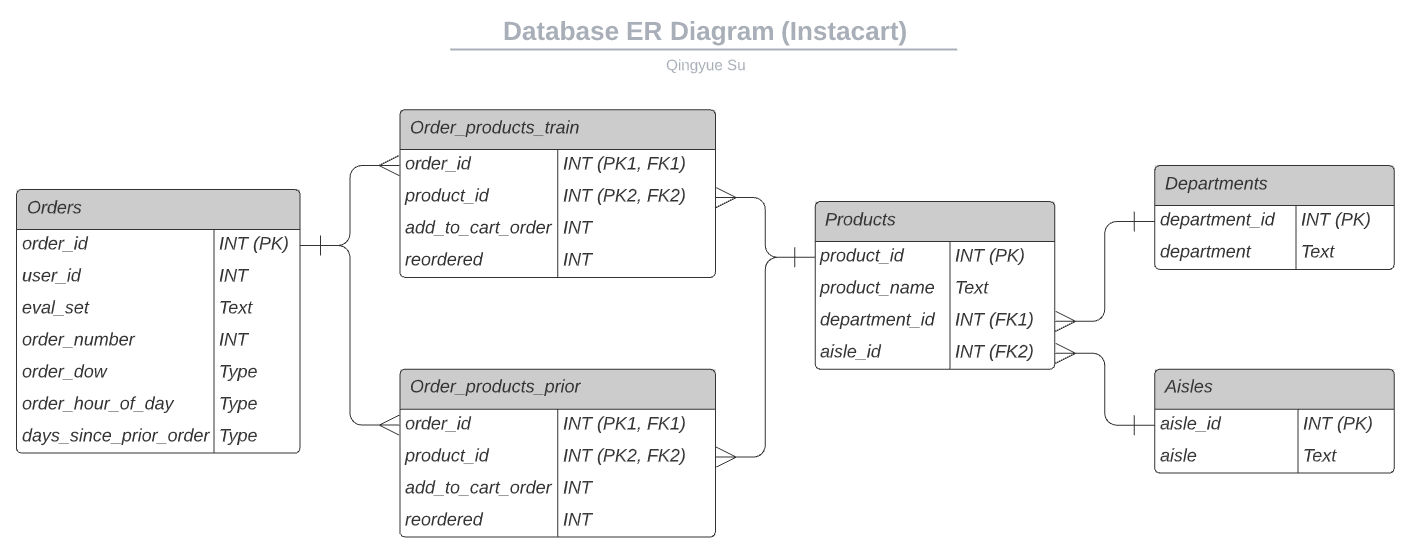 Database ER Diagram (Instacart)
Qingyue Su
Orders
order_id INT (PK)
user_id INT
eval_set Text
order_number INT
order_dow Type
order_hour_of_day Type
days_since_prior_order Type
Order_products_train
order_id INT (PK1, FK1)
product_id INT (PK2, FK2)
add_to_cart_order INT
reordered INT
Order_products_prior
order_id INT (PK1, FK1)
product_id INT (PK2, FK2)
add_to_cart_order INT
reordered INT
Products
product_id INT (PK)
product_name Text
department_id INT (FK1)
aisle_id INT (FK2)
Departments
department_id INT (PK)
department Text
Aisles
aisle_id INT (PK)
aisle Text